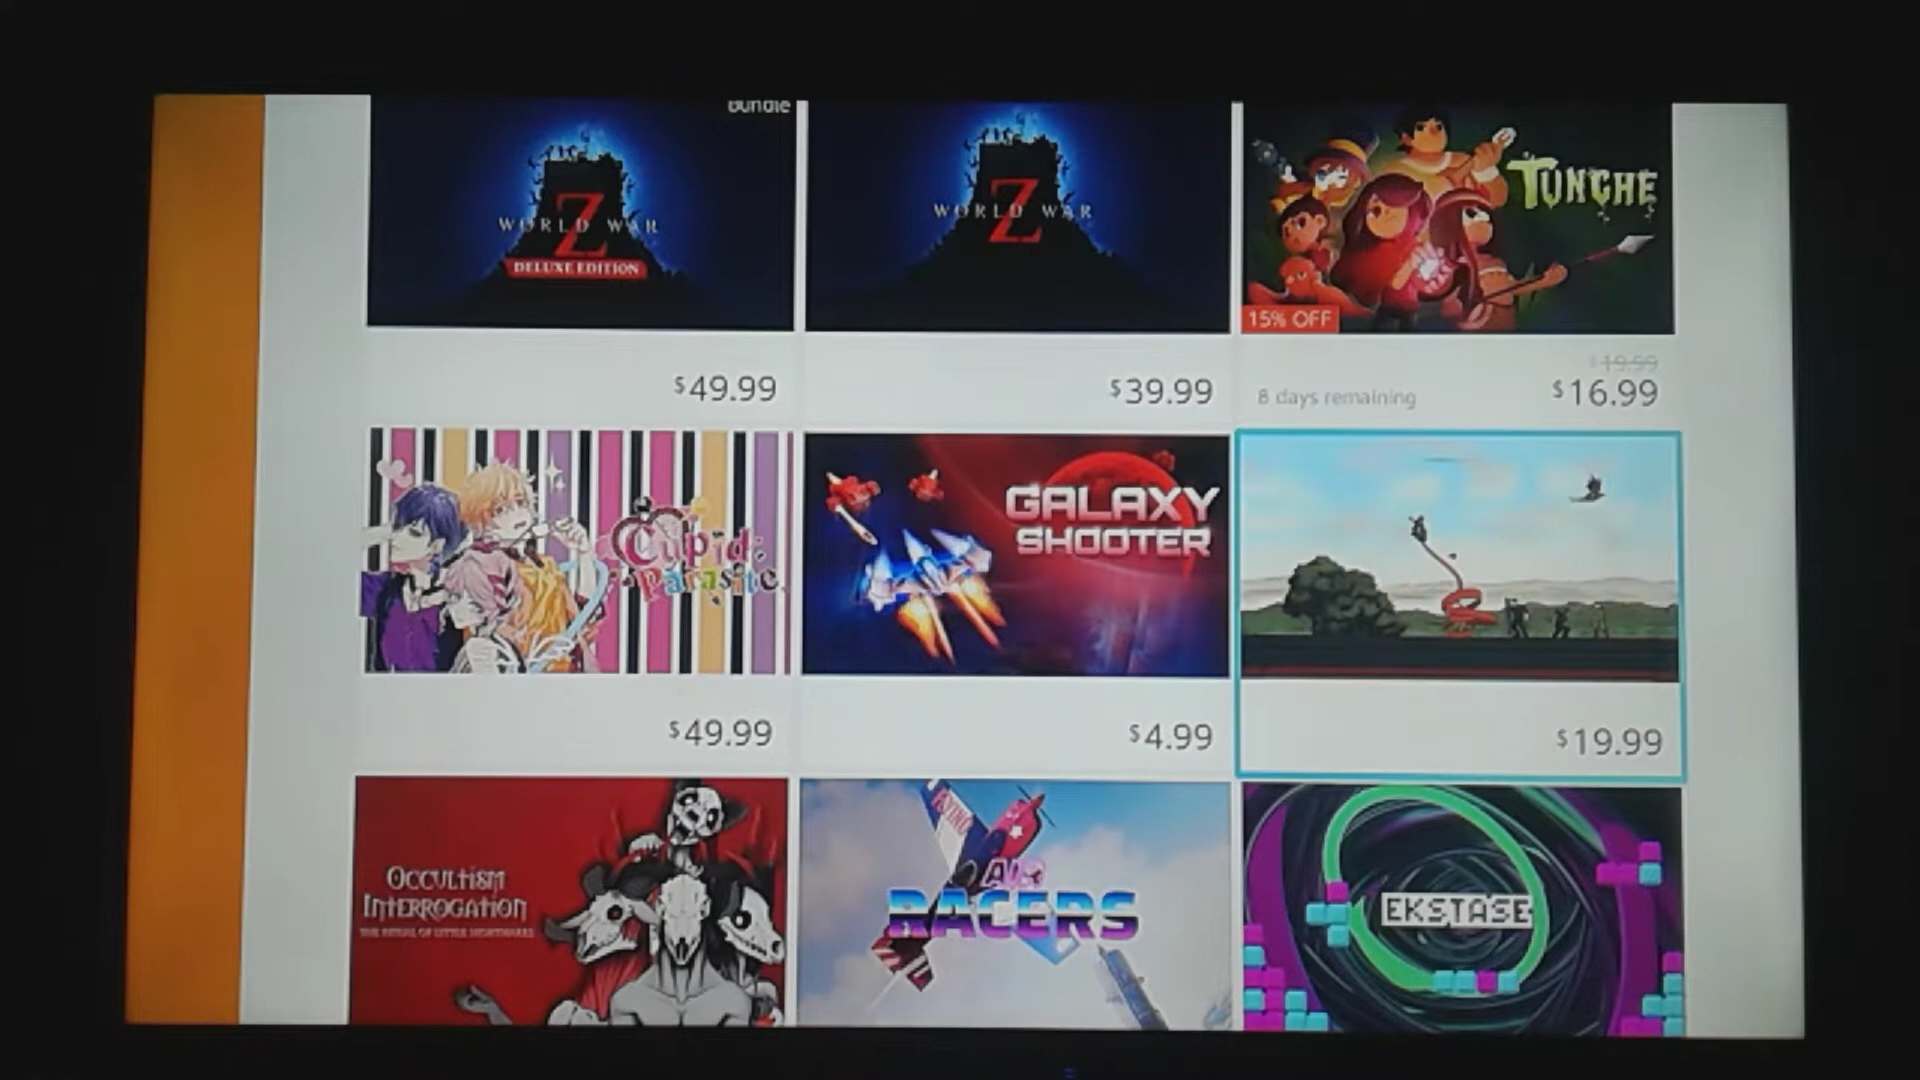 Bundle
WORLD WAR
Z
DELUXE EDITION
WORLD WAR
Z
TUNCHE
15% OFF
$49.99
$39.99
8 days remaining
$19.99
$16.99
Cupid
Parasite
GALAXY
SHOOTER
$49.99
$4.99
$19.99
OCCULTISM
INTERROGATION
AIR
RACERS
EKSTASE